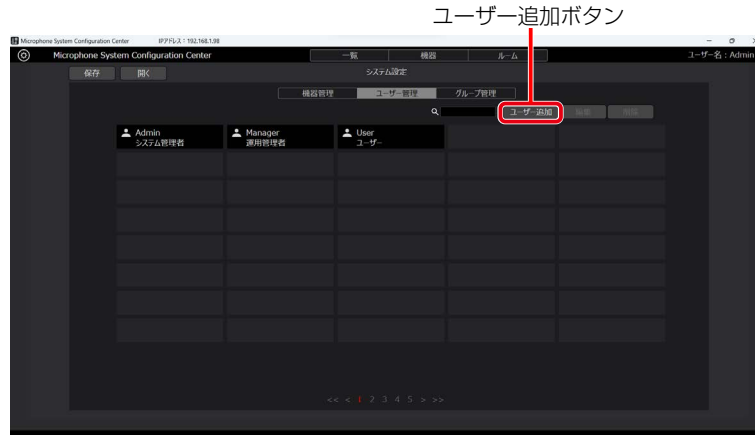 ユーザー追加ボタン
Microphone System Configuration Center IPアドレス：192.168.1.98
Microphone System Configuration Center 一覧 機器 ルーム ユーザー名：Admin
保存 開く システム設定
機器管理 ユーザー管理 グループ管理
ユーザー追加 編集 削除
Admin Manager User
システム管理者 運用管理者 ユーザー
<< < 1 2 3 4 5 > >>